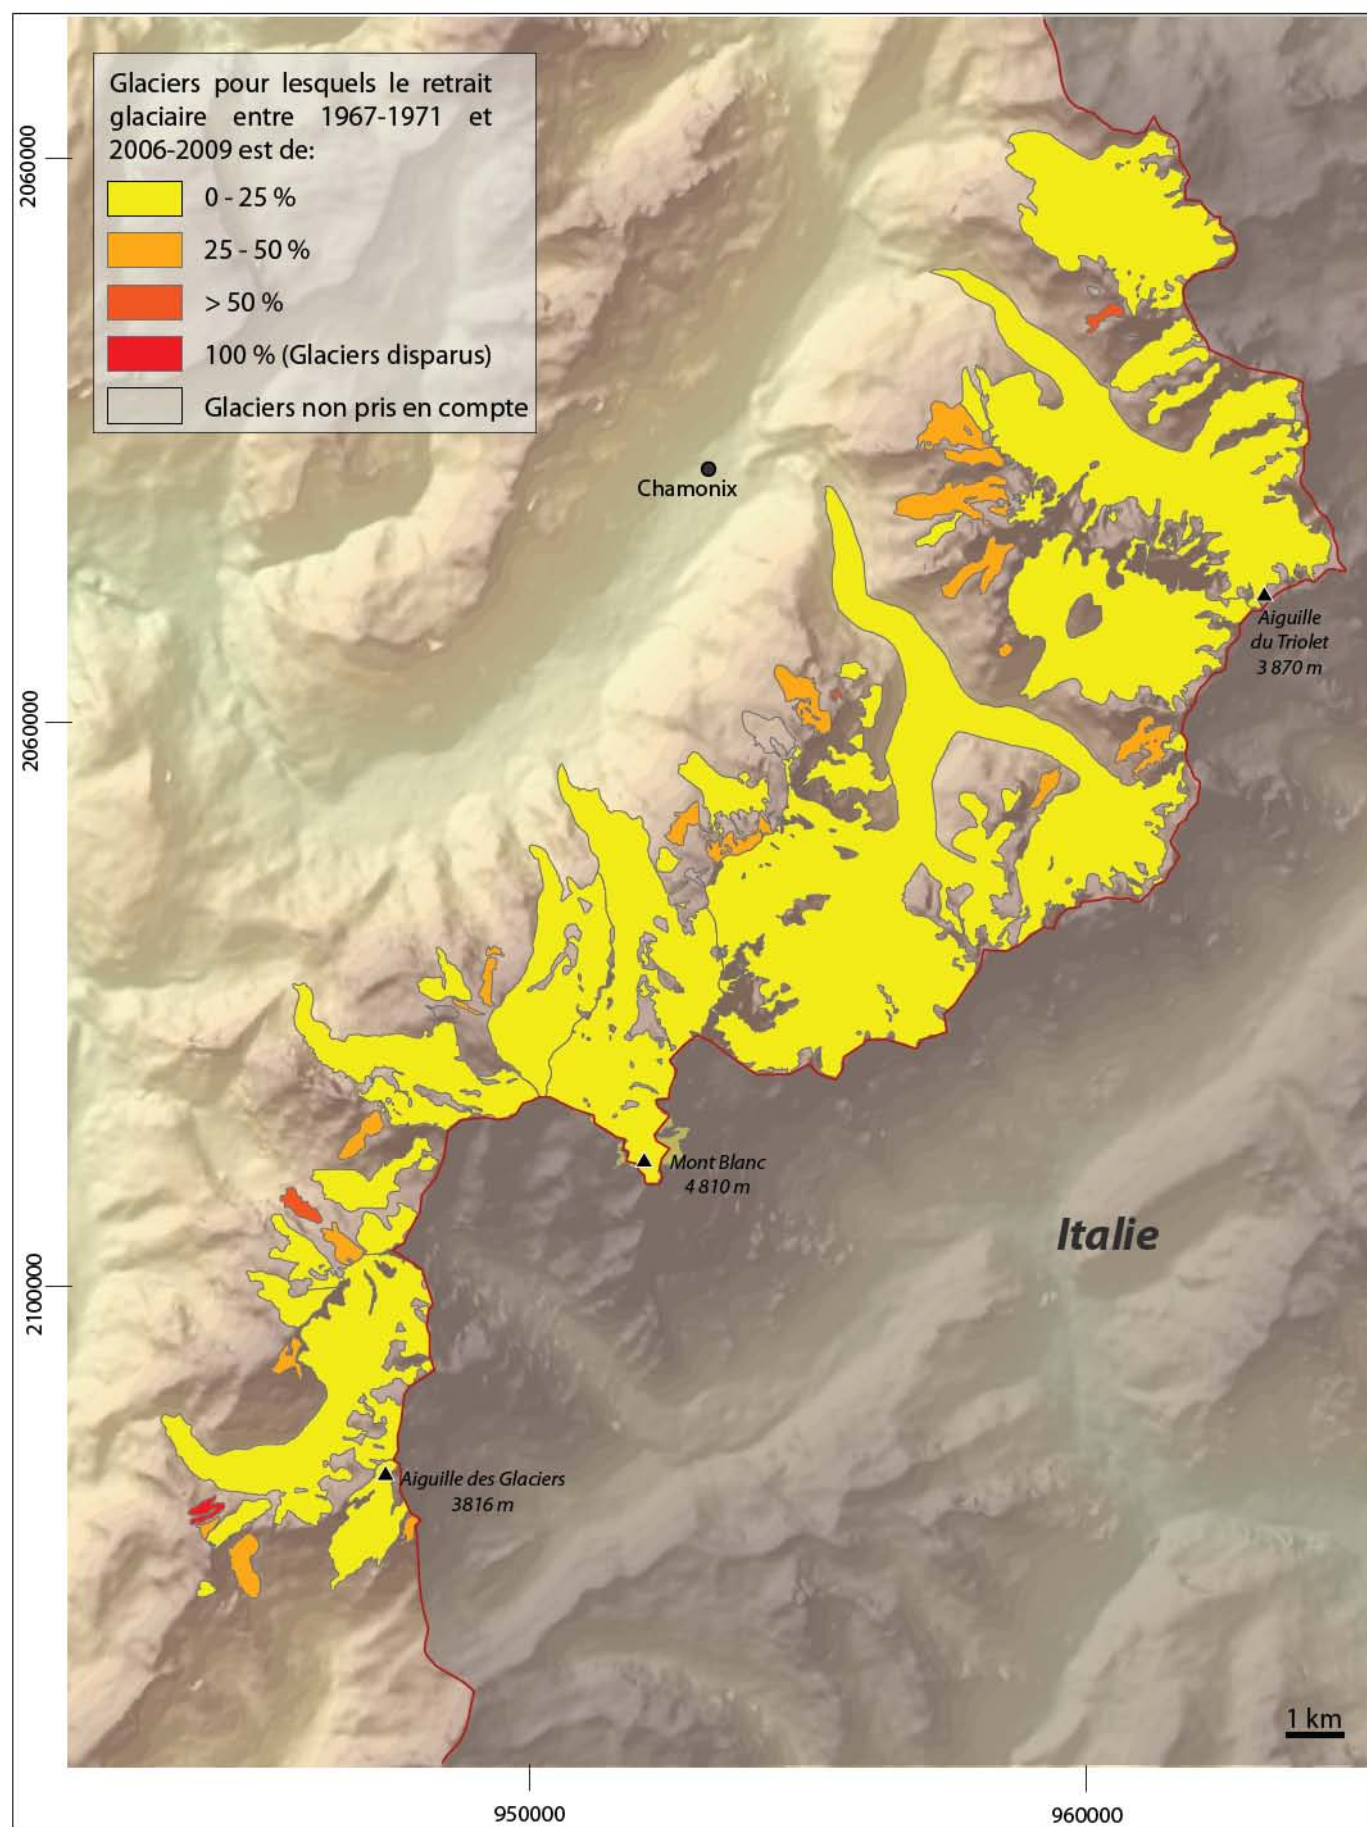 Glaciers pour lesquels le retrait
glaciaire entre 1967-1971 et
2006-2009 est de:
0 - 25 %
25 - 50 %
> 50 %
100 % (Glaciers disparus)
Glaciers non pris en compte
2060000
Chamonix
Aiguille
du Triolet
3 870 m
2060000
Mont Blanc
4 810 m
Italie
2100000
Aiguille des Glaciers
3816 m
1 km
950000
960000